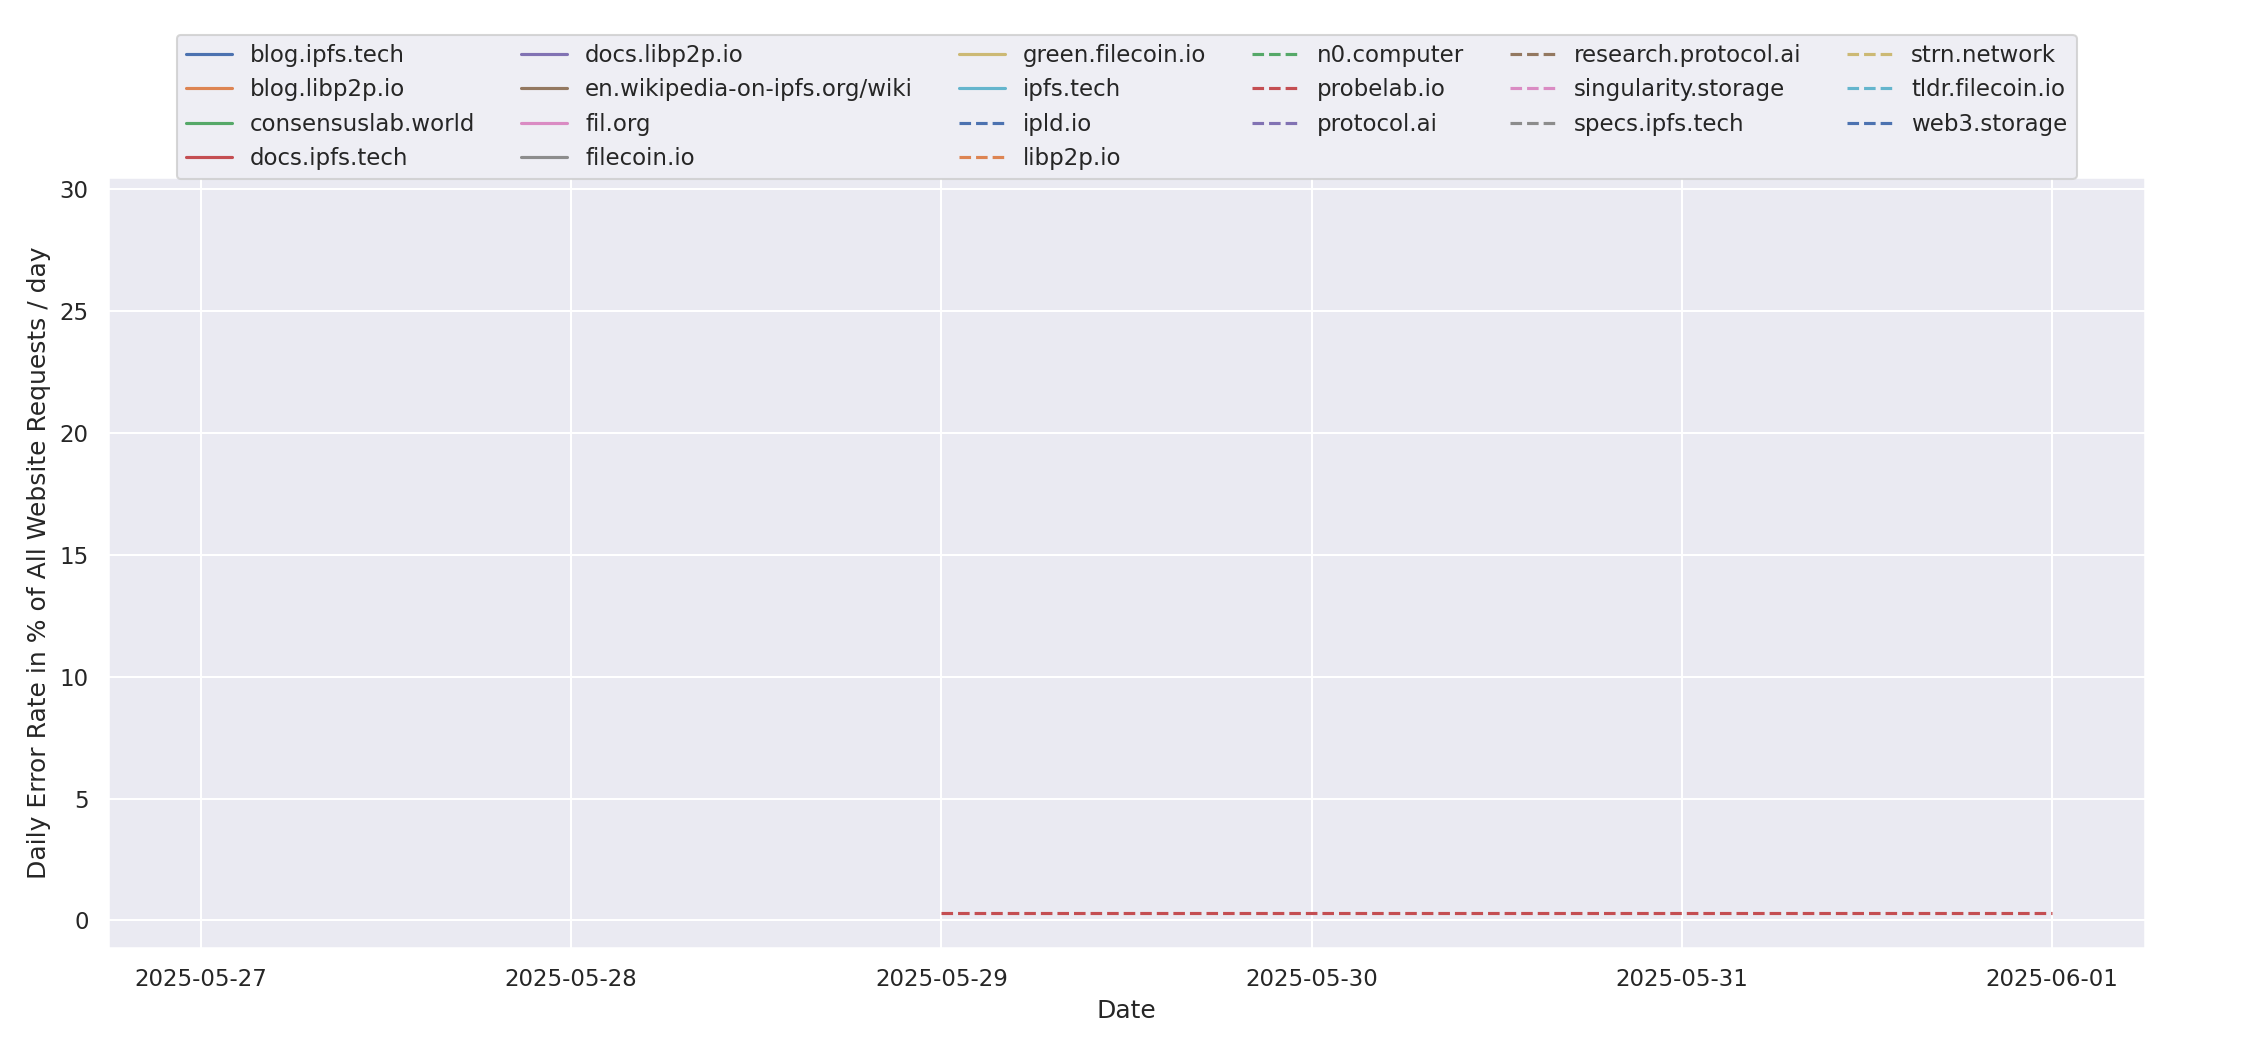 blog.ipfs.tech
blog.libp2p.io
consensuslab.world
docs.ipfs.tech
docs.libp2p.io
en.wikipedia-on-ipfs.org/wiki
fil.org
filecoin.io
green.filecoin.io
ipfs.tech
ipld.io
libp2p.io
n0.computer
probelab.io
protocol.ai
research.protocol.ai
singularity.storage
specs.ipfs.tech
strn.network
tldr.filecoin.io
web3.storage
Daily Error Rate in % of All Website Requests / day
30
25
20
15
10
5
0
2025-05-27
2025-05-28
2025-05-29
2025-05-30
2025-05-31
2025-06-01
Date